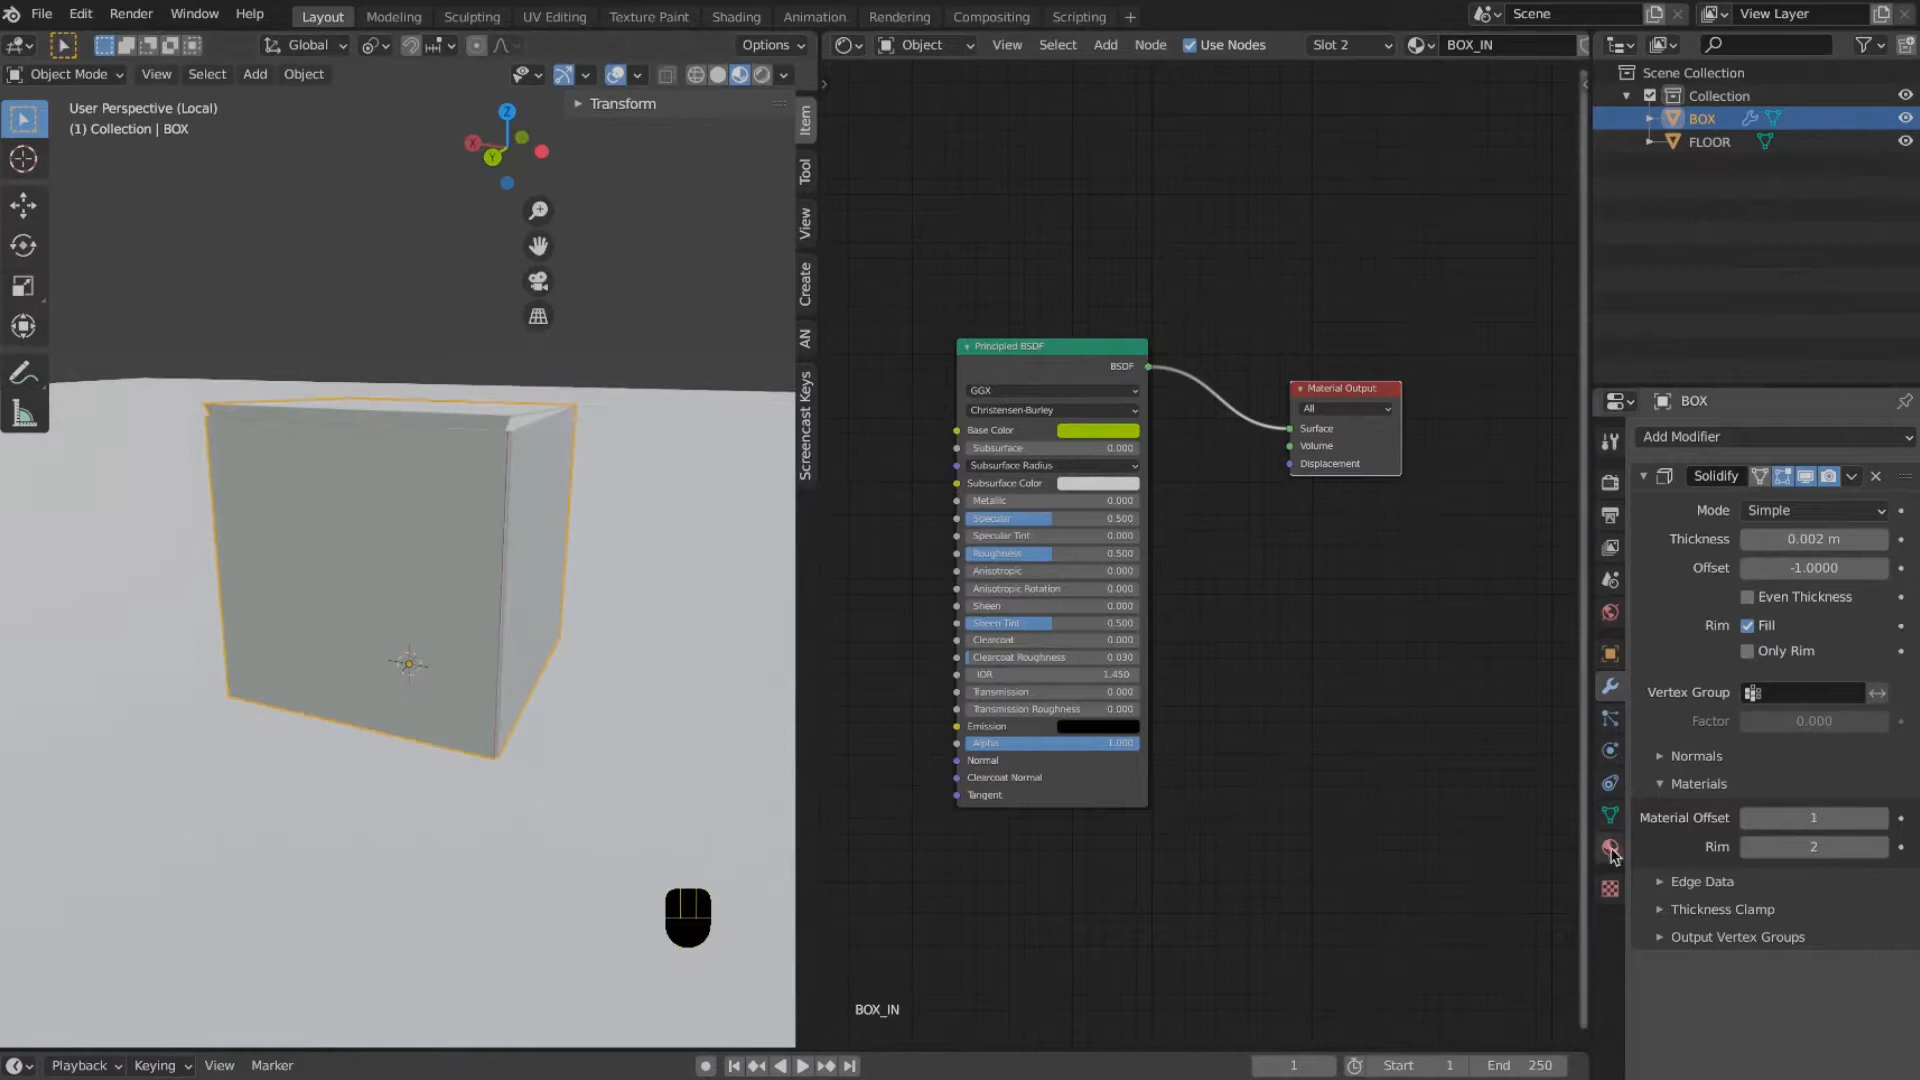 File Edit Render Window Help Layout Modeling Sculpting UV Editing Texture Paint Shading Animation Rendering Compositing Scripting + Scene View Layer
Global Options Object View Select Add Node Use Nodes Slot 2 BOX_IN
Object Mode View Select Add Object
User Perspective (Local)
(1) Collection | BOX
Transform
Z
X
Y
Item
Tool
View
Create
AN
Screencast Keys
Principled BSDF
BSDF
GGX
Christensen-Burley
Base Color
Subsurface 0.000
Subsurface Radius
Subsurface Color
Metallic 0.000
Specular 0.500
Specular Tint 0.000
Roughness 0.500
Anisotropic 0.000
Anisotropic Rotation 0.000
Sheen 0.000
Sheen Tint 0.500
Clearcoat 0.000
Clearcoat Roughness 0.030
IOR 1.450
Transmission 0.000
Transmission Roughness 0.000
Emission
Alpha 1.000
Normal
Clearcoat Normal
Tangent
Material Output
All
Surface
Volume
Displacement
BOX_IN
Scene Collection
Collection
BOX
FLOOR
BOX
Add Modifier
Solidify
Mode Simple
Thickness 0.002 m
Offset -1.0000
Even Thickness
Rim Fill
Only Rim
Vertex Group
Factor 0.000
Normals
Materials
Material Offset 1
Rim 2
Edge Data
Thickness Clamp
Output Vertex Groups
Playback Keying View Marker 1 Start 1 End 250